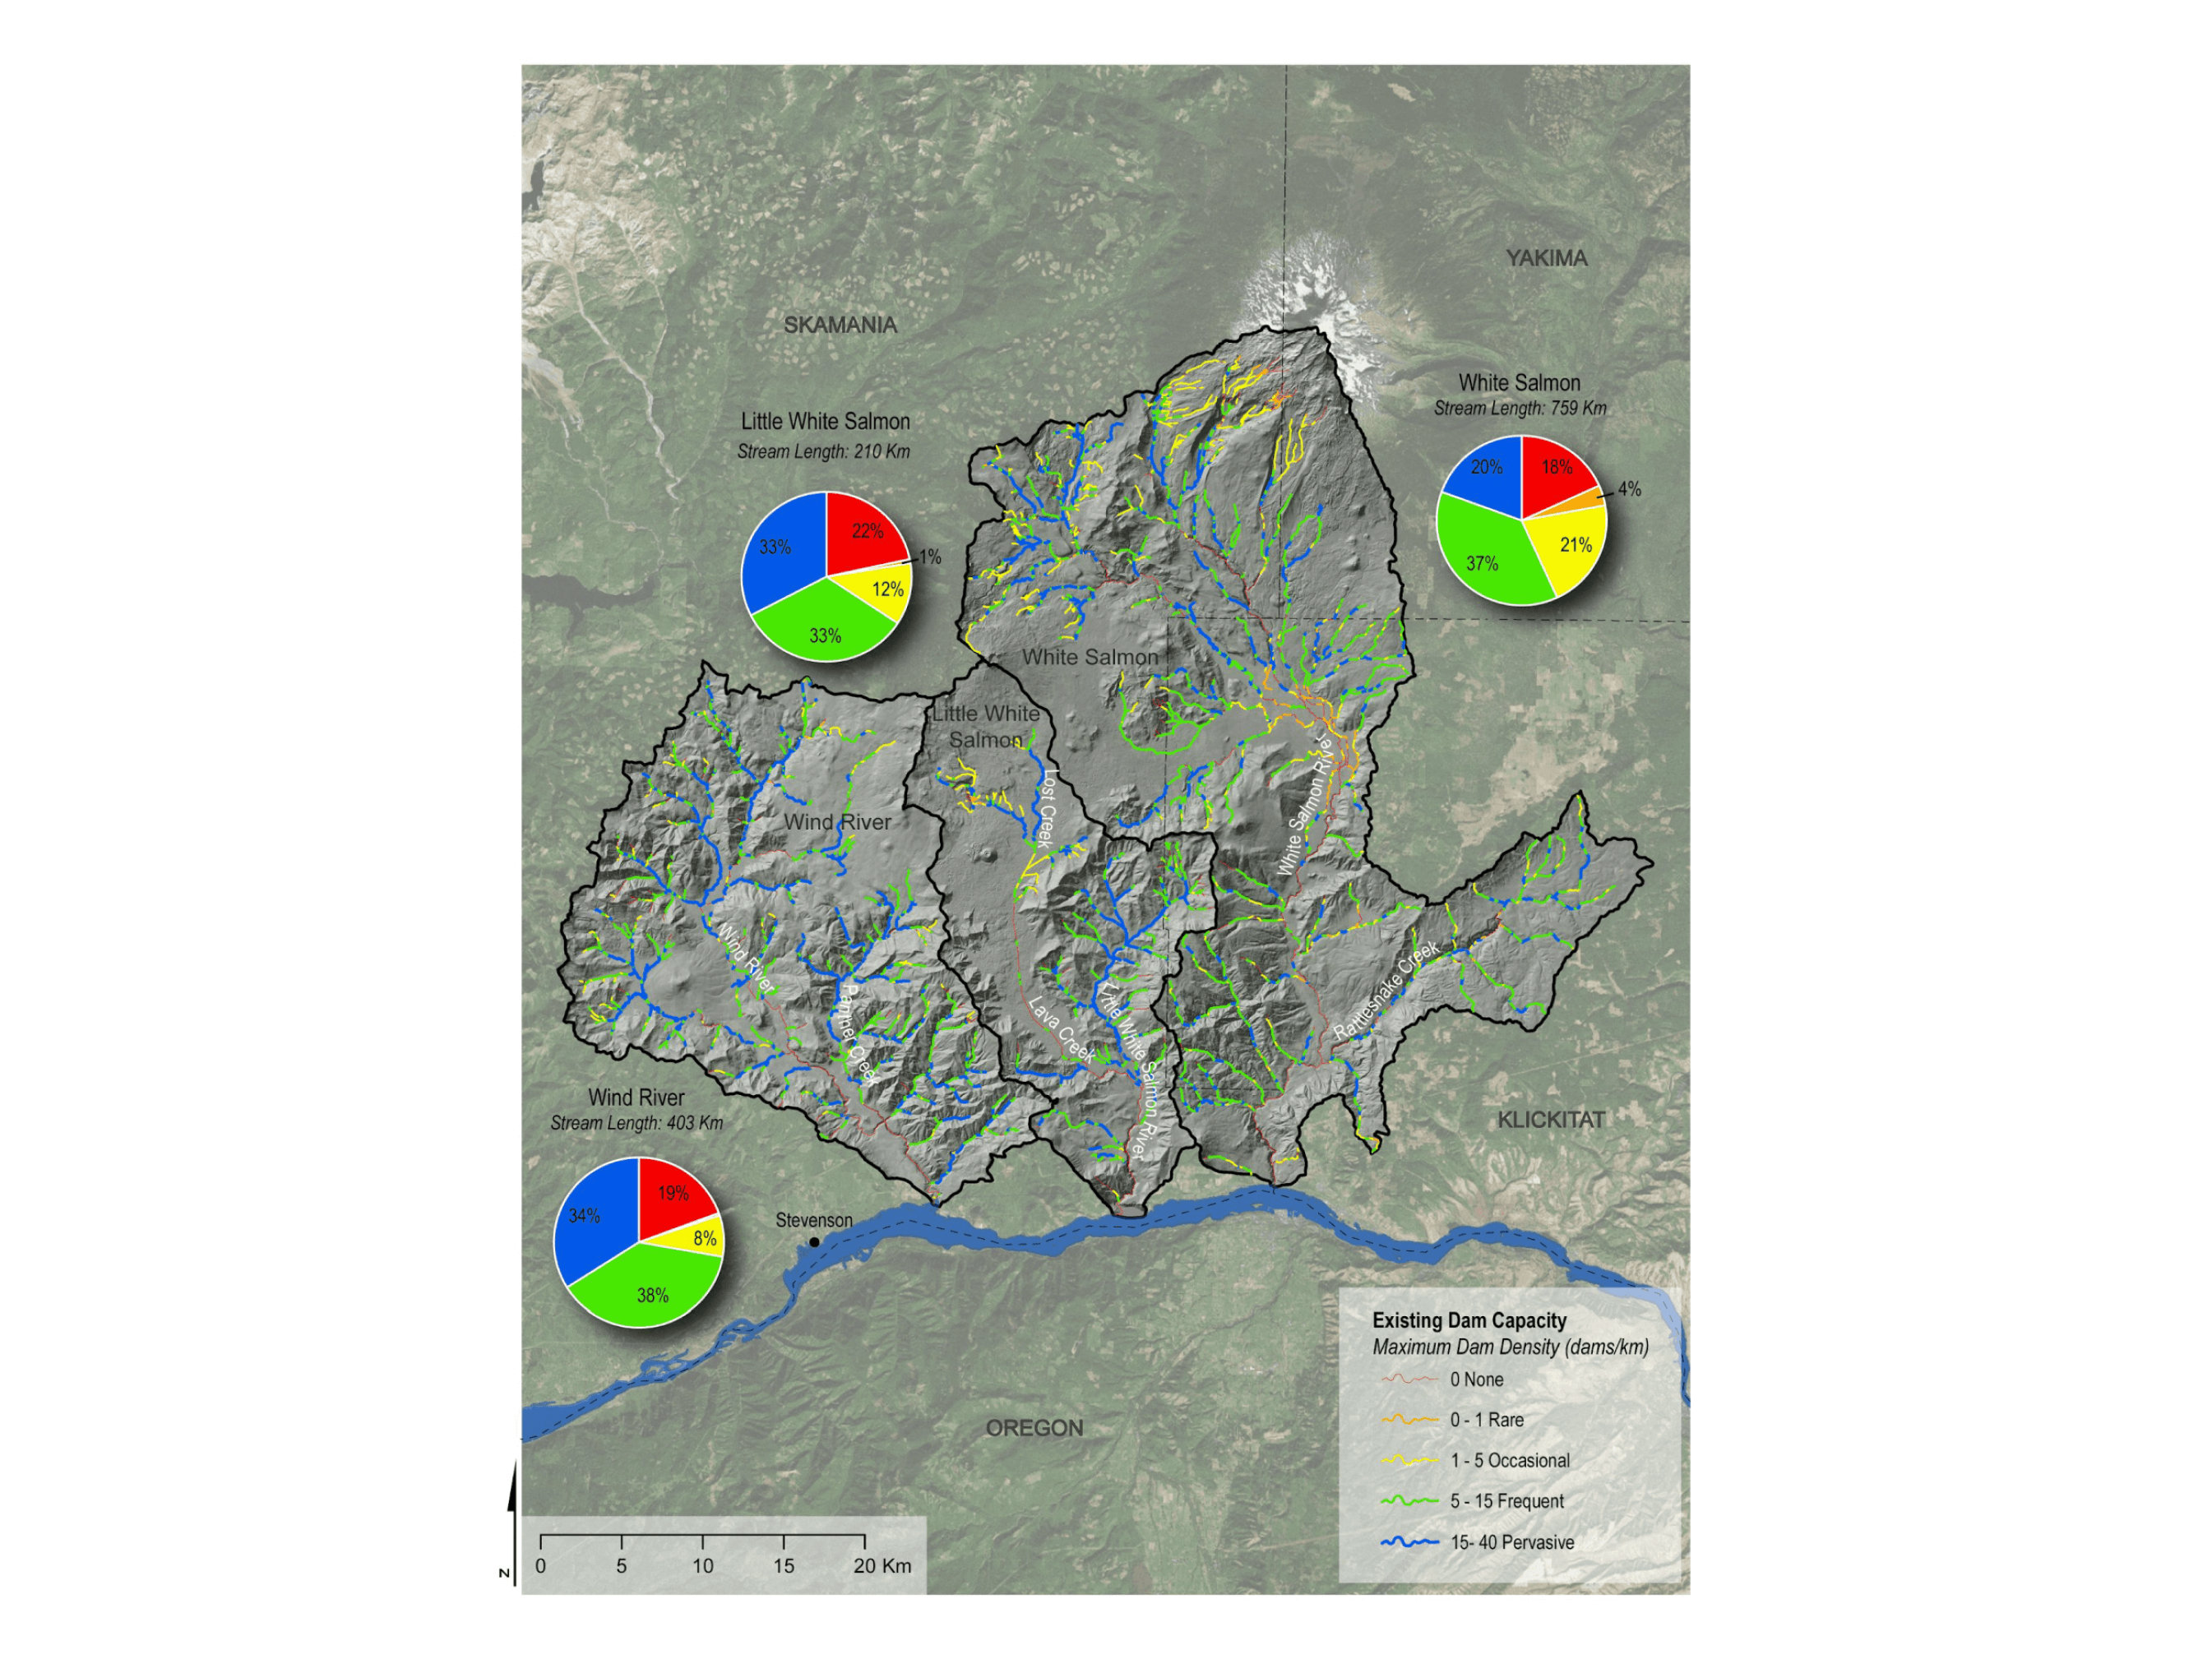 YAKIMA
SKAMANIA
White Salmon
Stream Length: 759 Km
20%
18%
4%
21%
37%
Little White Salmon
Stream Length: 210 Km
33%
22%
1%
12%
33%
White Salmon
Little White
Salmon
Lost Creek
White Salmon River
Wind River
Wind River
Panther Creek
Lava Creek
Little White Salmon River
Rattlesnake Creek
KLICKITAT
Wind River
Stream Length: 403 Km
34%
19%
8%
38%
Stevenson
OREGON
Existing Dam Capacity
Maximum Dam Density (dams/km)
0 None
0 - 1 Rare
1 - 5 Occasional
5 - 15 Frequent
15- 40 Pervasive
N
0 5 10 15 20 Km